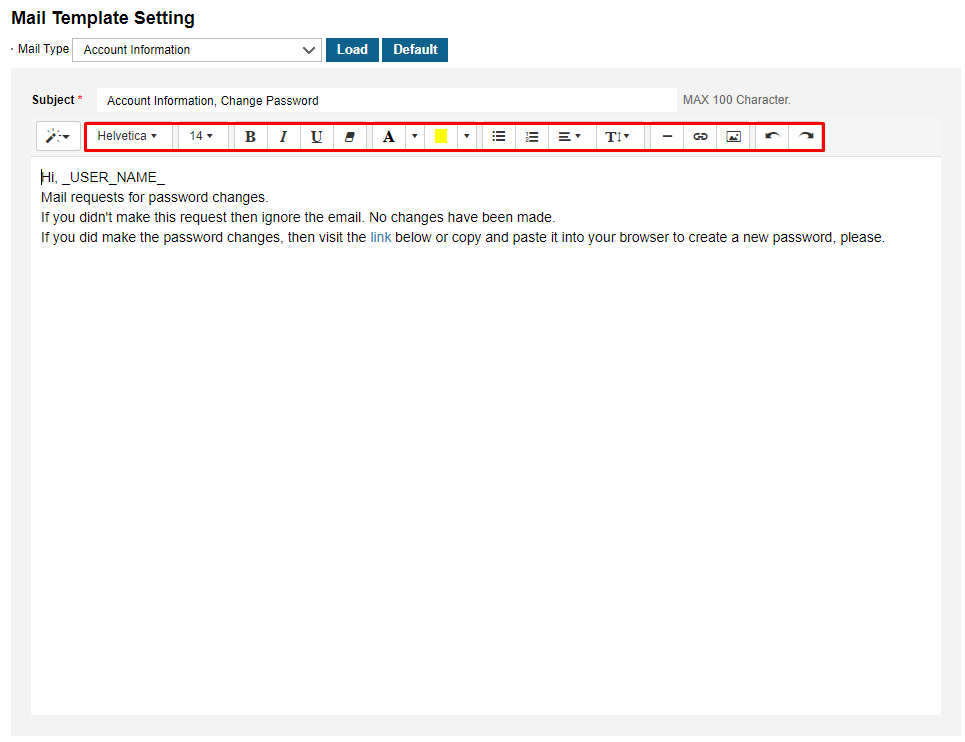 Mail Template Setting
· Mail Type Account Information Load Default
Subject * Account Information, Change Password MAX 100 Character.
Helvetica 14 B I U A T
Hi, _USER_NAME_
Mail requests for password changes.
If you didn't make this request then ignore the email. No changes have been made.
If you did make the password changes, then visit the link below or copy and paste it into your browser to create a new password, please.